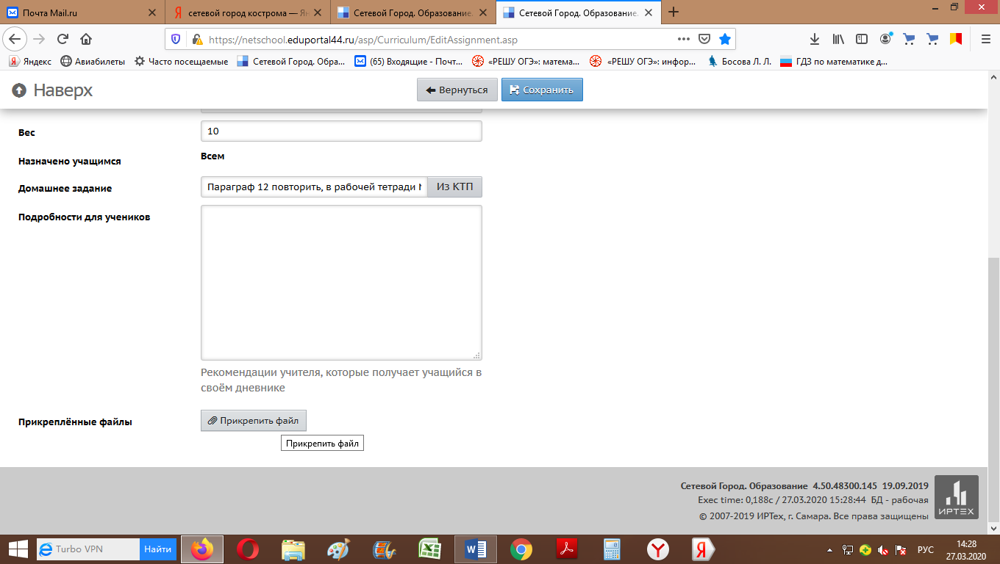 Почта Mail.ru
сетевой город кострома — Ян
Сетевой Город. Образование.
Сетевой Город. Образование.
https://netschool.eduportal44.ru/asp/Curriculum/EditAssignment.asp
Яндекс
Авиабилеты
Часто посещаемые
Сетевой Город. Обра...
(65) Входящие - Почт...
«РЕШУ ОГЭ»: матема...
«РЕШУ ОГЭ»: инфор...
Босова Л. Л.
ГДЗ по математике д...
Наверх
Вернуться
Сохранить
Вес
10
Назначено учащимся
Всем
Домашнее задание
Параграф 12 повторить, в рабочей тетради
Из КТП
Подробности для учеников
Рекомендации учителя, которые получает учащийся в
своём дневнике
Прикреплённые файлы
Прикрепить файл
Прикрепить файл
Сетевой Город. Образование 4.50.48300.145 19.09.2019
Exec time: 0,188с / 27.03.2020 15:28:44 БД - рабочая
© 2007-2019 ИРТех, г. Самара. Все права защищены
ИРТЕХ
Turbo VPN
Найти
РУС
14:28
27.03.2020